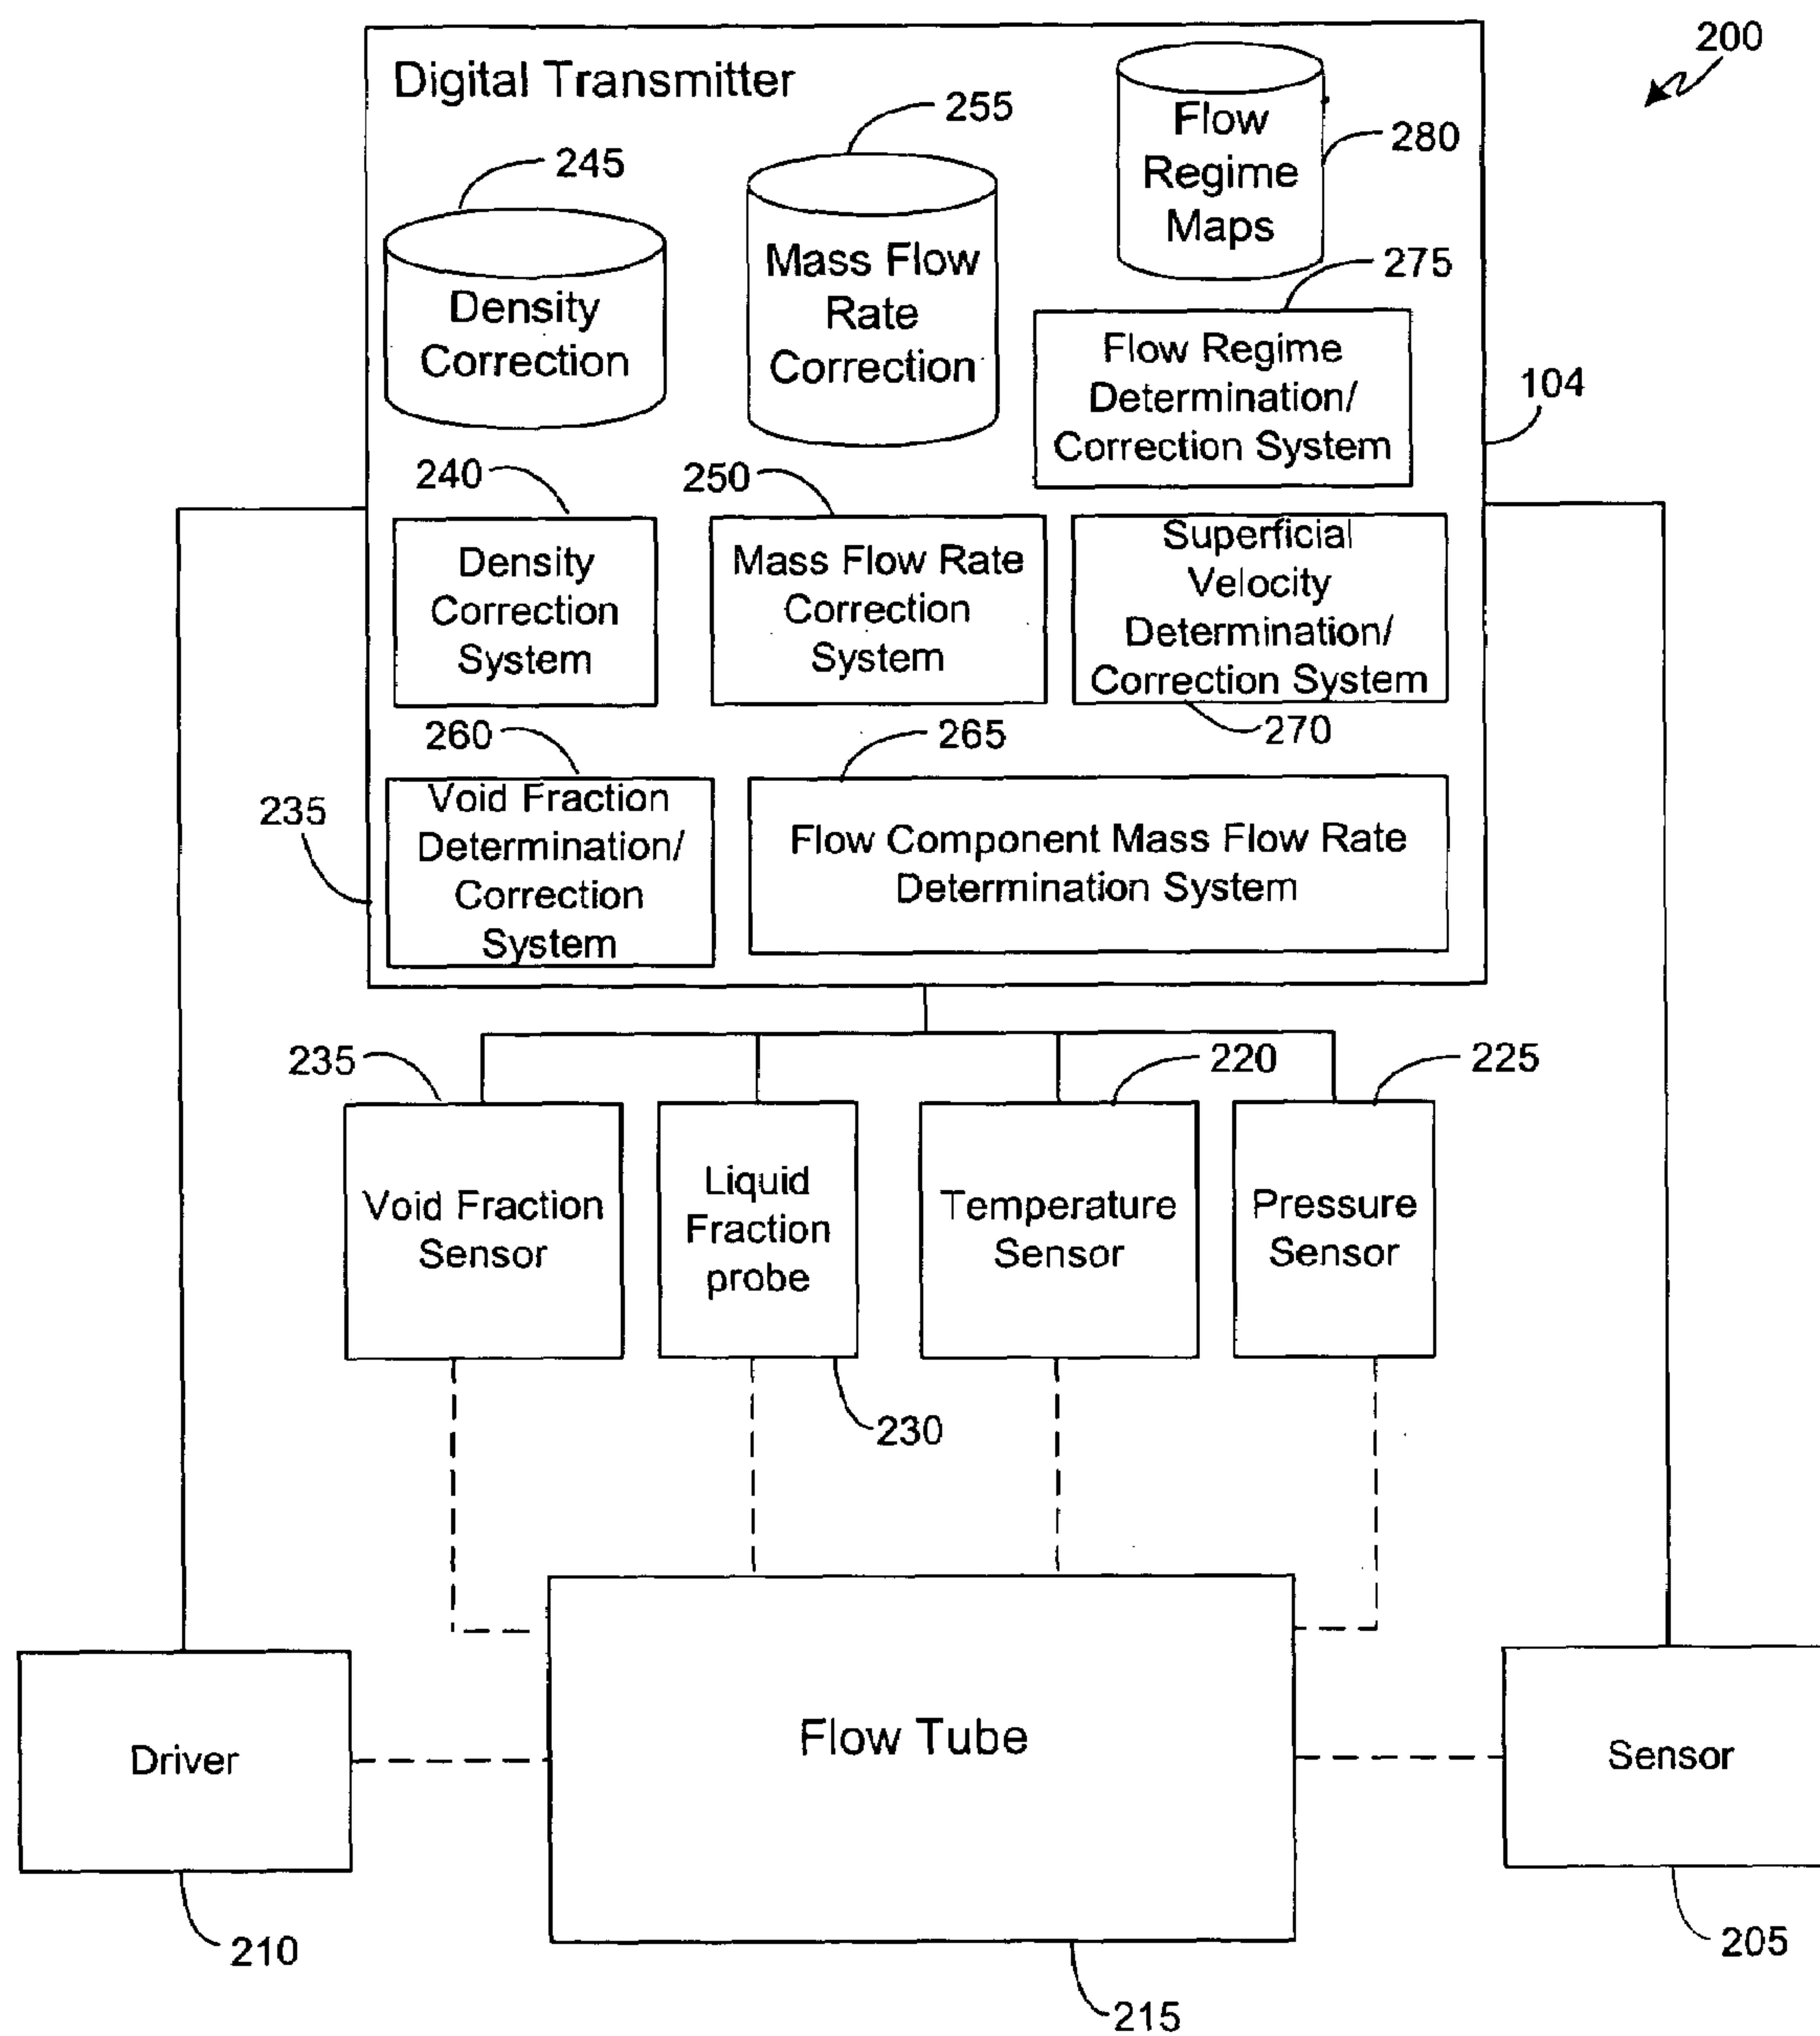 200
Digital Transmitter
255
Flow
Regime
Maps
280
245
Mass Flow
Rate
Correction
275
Density
Correction
Flow Regime
Determination/
Correction System
104
240
250
Density
Correction
System
Mass Flow Rate
Correction
System
Superficial
Velocity
Determination/
Correction System
260
265
270
235
Void Fraction
Determination/
Correction
System
Flow Component Mass Flow Rate
Determination System
235
220
225
Void Fraction
Sensor
Liquid
Fraction
probe
Temperature
Sensor
Pressure
Sensor
230
Driver
Flow Tube
Sensor
210
205
215